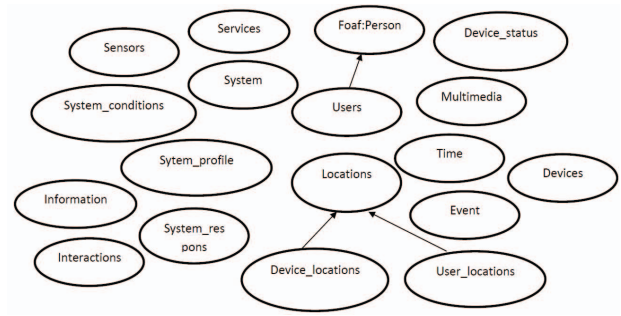 Services
Foaf:Person
Device_status
Sensors
System
Multimedia
System_conditions
Users
Sytem_profile
Time
Locations
Devices
Information
Event
System_res
pons
Interactions
Device_locations
User_locations